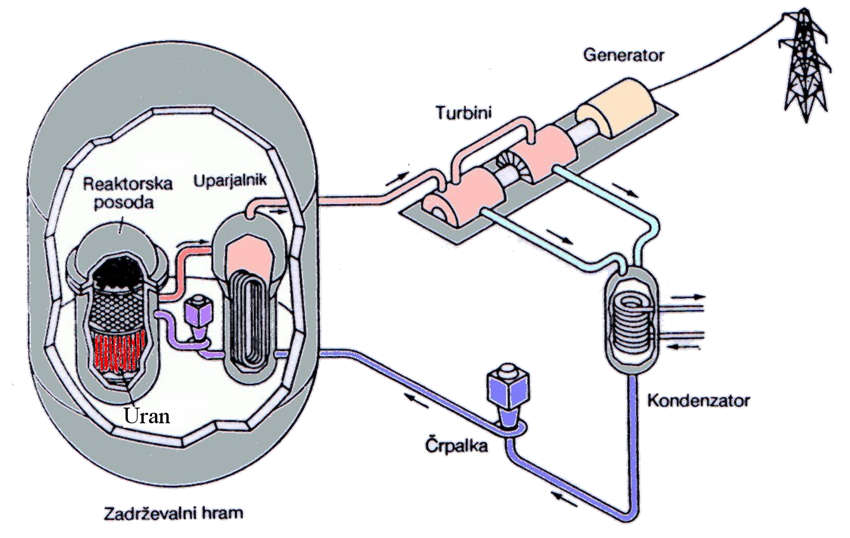 Generator
Turbini
Reaktorska
posoda
Uparjalnik
Uran
Kondenzator
Črpalka
Zadrževalni hram